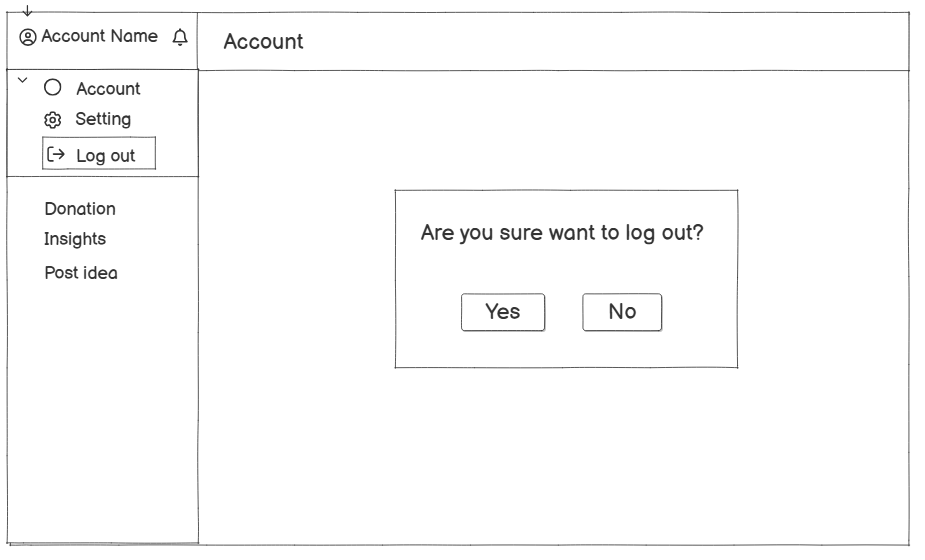 Account Name
Account
Account
Setting
Log out
Donation
Insights
Post idea
Are you sure want to log out?
Yes
No